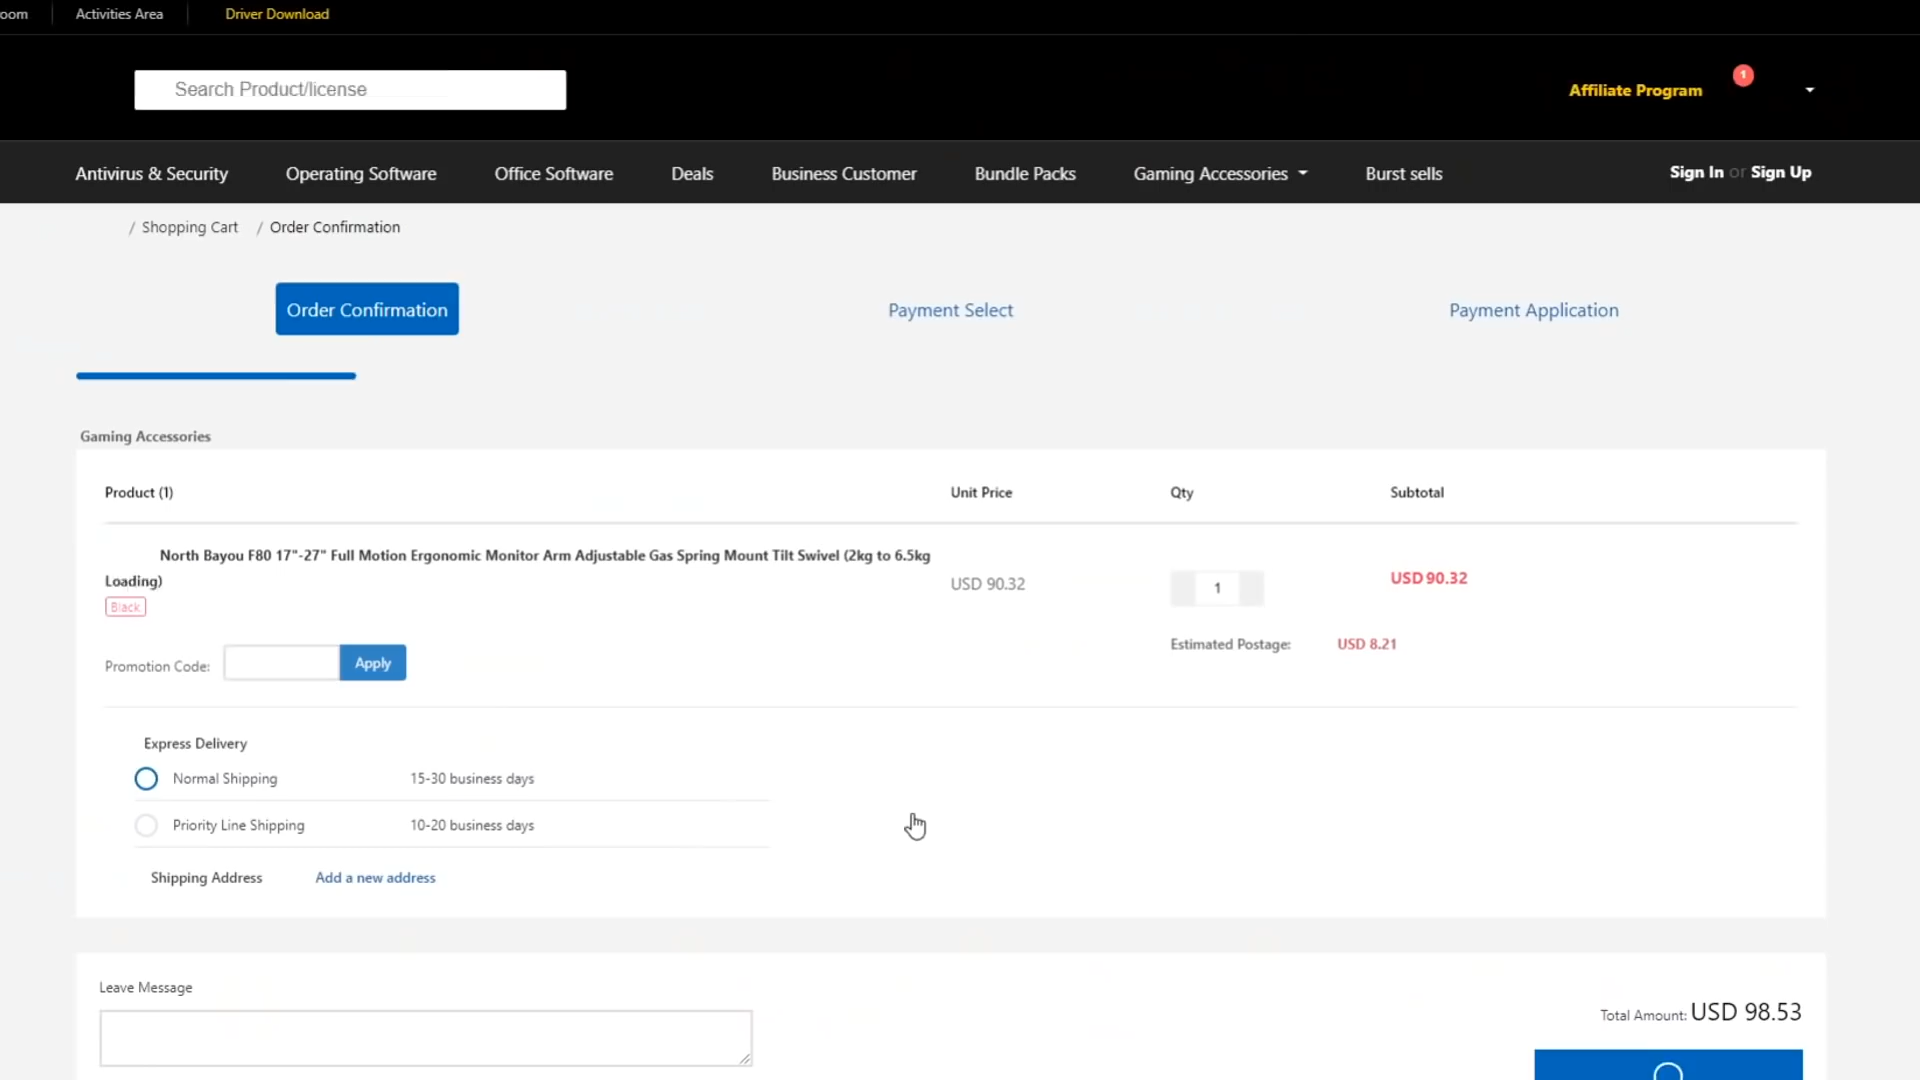 Activities Area
Driver Download
Search Product/license
Affiliate Program
1
Antivirus & Security
Operating Software
Office Software
Deals
Business Customer
Bundle Packs
Gaming Accessories
Burst sells
Sign In or Sign Up
/ Shopping Cart / Order Confirmation
Order Confirmation
Payment Select
Payment Application
Gaming Accessories
Product (1)
Unit Price
Qty
Subtotal
North Bayou F80 17"-27" Full Motion Ergonomic Monitor Arm Adjustable Gas Spring Mount Tilt Swivel (2kg to 6.5kg
Loading)
Black
USD 90.32
1
USD 90.32
Estimated Postage: USD 8.21
Promotion Code:
Apply
Express Delivery
Normal Shipping 15-30 business days
Priority Line Shipping 10-20 business days
Shipping Address Add a new address
Leave Message
Total Amount: USD 98.53